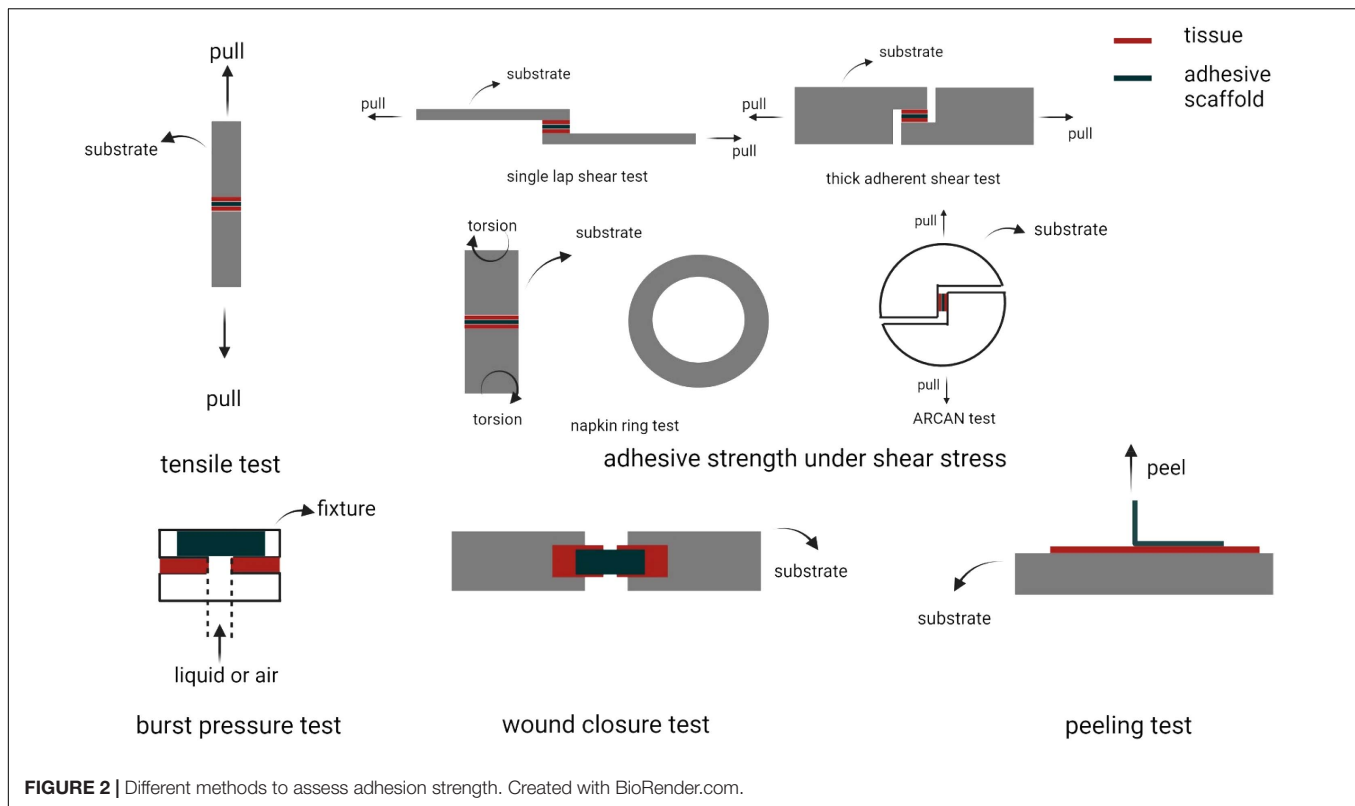 pull
substrate
pull
tensile test
substrate
pull
pull
single lap shear test
substrate
pull
pull
thick adherent shear test
tissue
adhesive
scaffold
torsion
substrate
torsion
napkin ring test
pull
substrate
pull
ARCAN test
adhesive strength under shear stress
fixture
liquid or air
burst pressure test
substrate
wound closure test
peel
substrate
peeling test
FIGURE 2 | Different methods to assess adhesion strength. Created with BioRender.com.